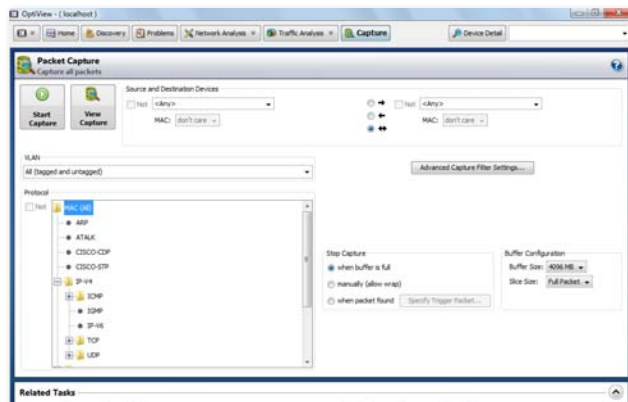 OptiView - ( localhost )
Home Discovery Problems Network Analysis Traffic Analysis Capture Device Detail
Packet Capture
Capture all packets
Start Capture
View Capture
Source and Destination Devices
Not <Any>
MAC: don't care
Not <Any>
MAC: don't care
VLAN
All (tagged and untagged)
Advanced Capture Filter Settings...
Protocol
Not
MAC (All)
ARP
ATALK
CISCO-CDP
CISCO-STP
IP-V4
ICMP
IGMP
IP-V6
TCP
UDP
Stop Capture
when buffer is full
manually (allow wrap)
when packet found Specify Trigger Packet...
Buffer Configuration
Buffer Size: 4096 MB
Slice Size: Full Packet
Related Tasks